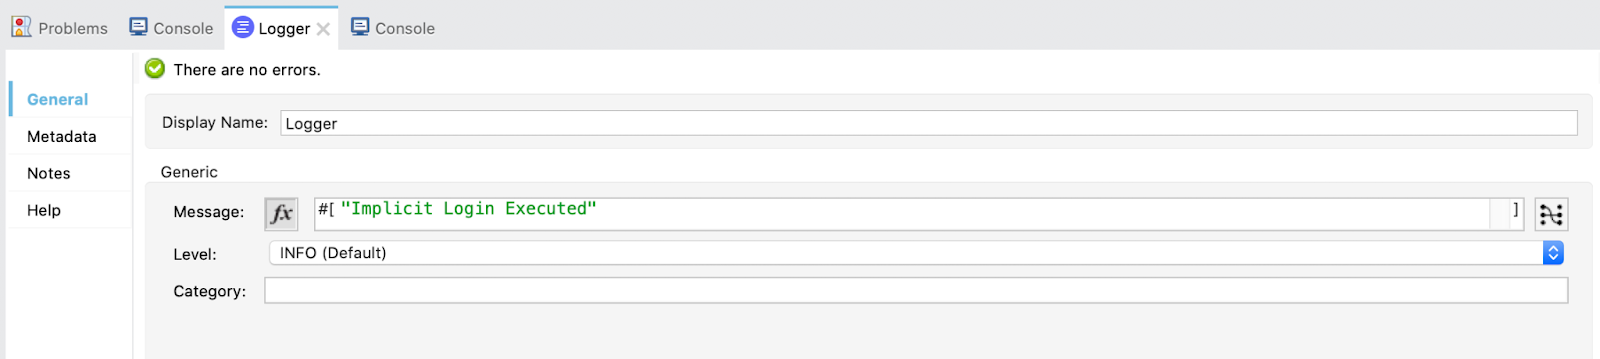 Problems Console Logger Console
There are no errors.
General
Display Name: Logger
Metadata
Notes
Generic
Help
Message: fx #[ "Implicit Login Executed" ]
Level: INFO (Default)
Category: